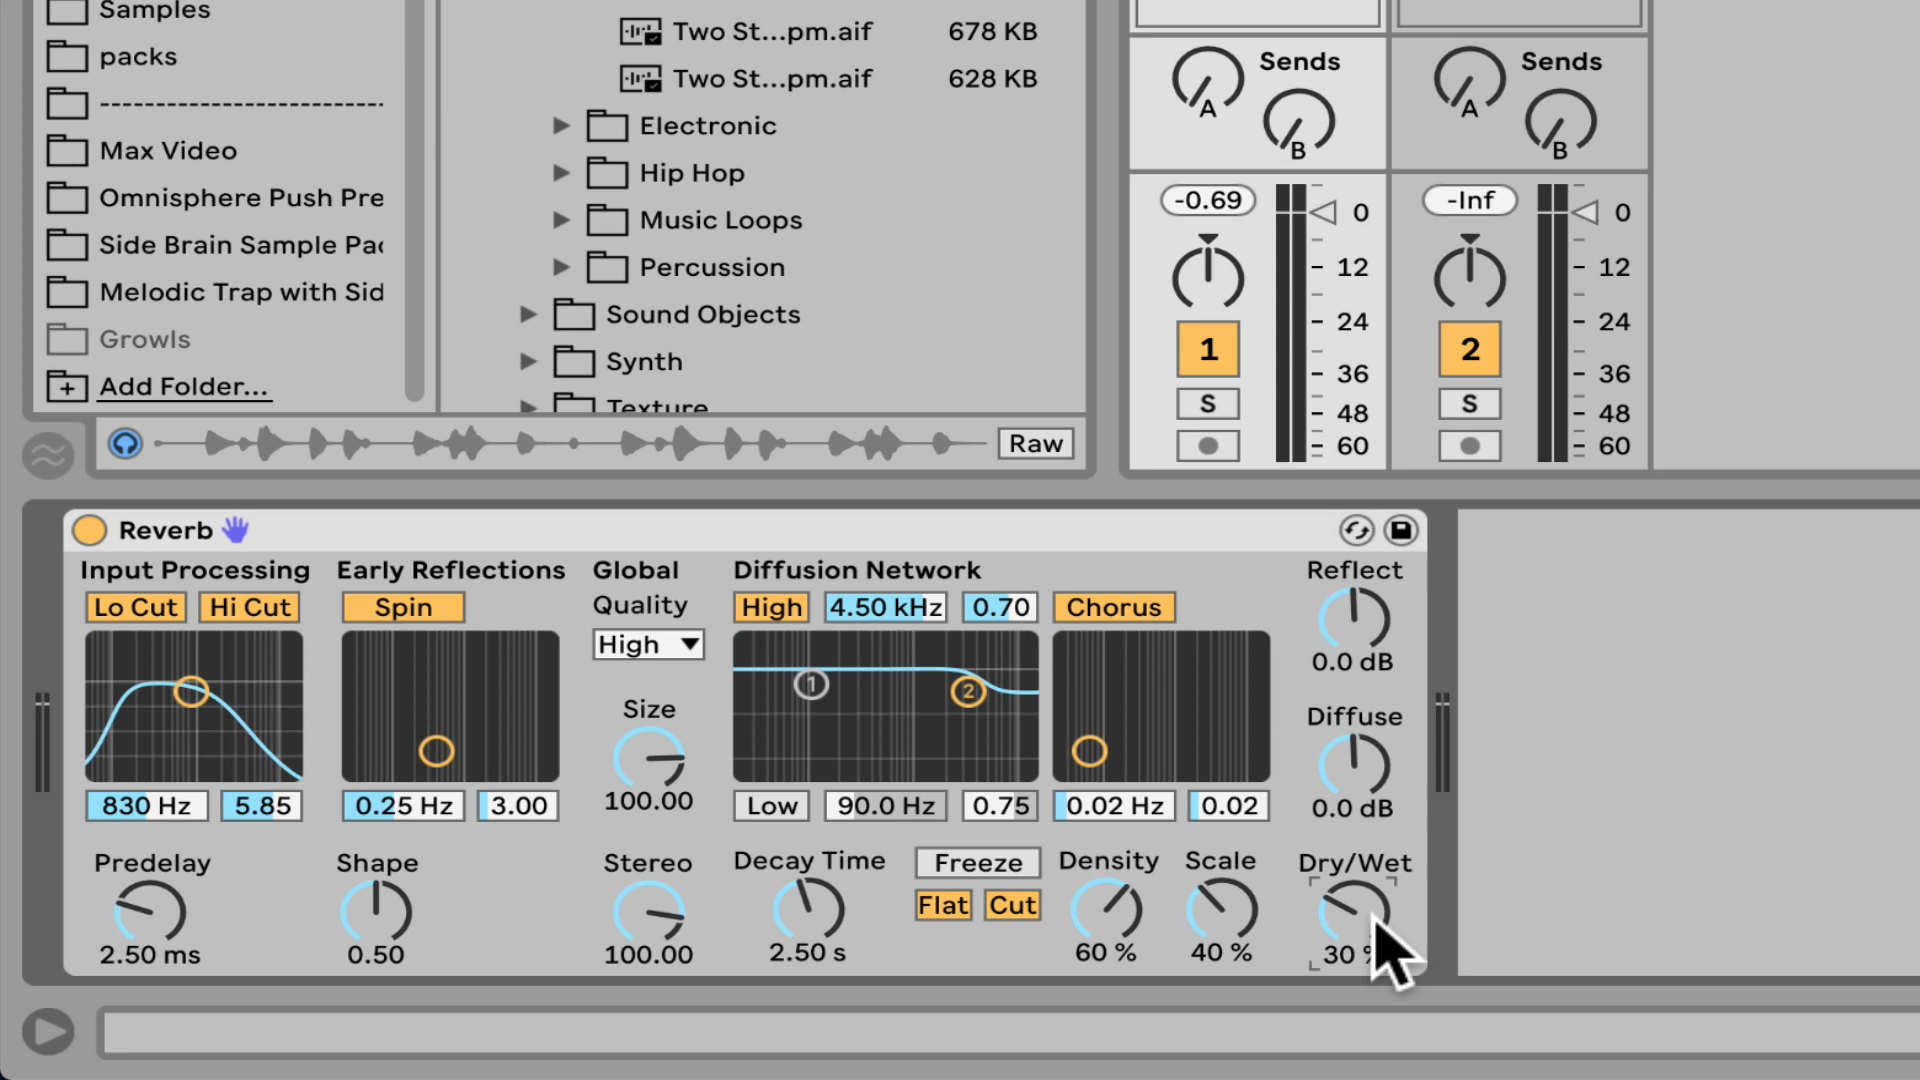 Samples
packs
--------------------------------
Max Video
Omnisphere Push Pre
Side Brain Sample Pac
Melodic Trap with Sid
Growls
Add Folder...
Two St...pm.aif 678 KB
Two St...pm.aif 628 KB
Electronic
Hip Hop
Music Loops
Percussion
Sound Objects
Synth
Texture
Raw
Sends
A
B
-0.69
0
12
24
36
48
60
1
S
Sends
A
B
-Inf
0
12
24
36
48
60
2
S
Reverb
Input Processing
Lo Cut Hi Cut
830 Hz 5.85
Predelay
2.50 ms
Early Reflections
Spin
0.25 Hz 3.00
Shape
0.50
Global
Quality
High
Size
100.00
Stereo
100.00
Diffusion Network
High 4.50 kHz 0.70
1
2
Low 90.0 Hz 0.75
Chorus
0.02 Hz 0.02
Decay Time
2.50 s
Freeze
Flat Cut
Density
60 %
Scale
40 %
Reflect
0.0 dB
Diffuse
0.0 dB
Dry/Wet
30 %